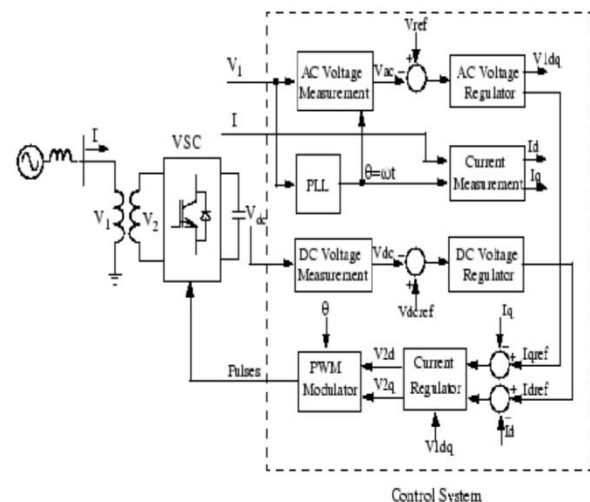 Vref
V1
AC Voltage
Measurement
Vac
-
+
AC Voltage
Regulator
V1dq
I
I
VSC
PLL
θ=ωt
Current
Measurement
Id
Iq
V1
V2
Vdc
DC Voltage
Measurement
Vdc
-
+
Vdcref
DC Voltage
Regulator
θ
Iq
Pulses
PWM
Modulator
V2d
V2q
Current
Regulator
-
+
Iqref
+
Idref
-
Id
V1dq
Control System